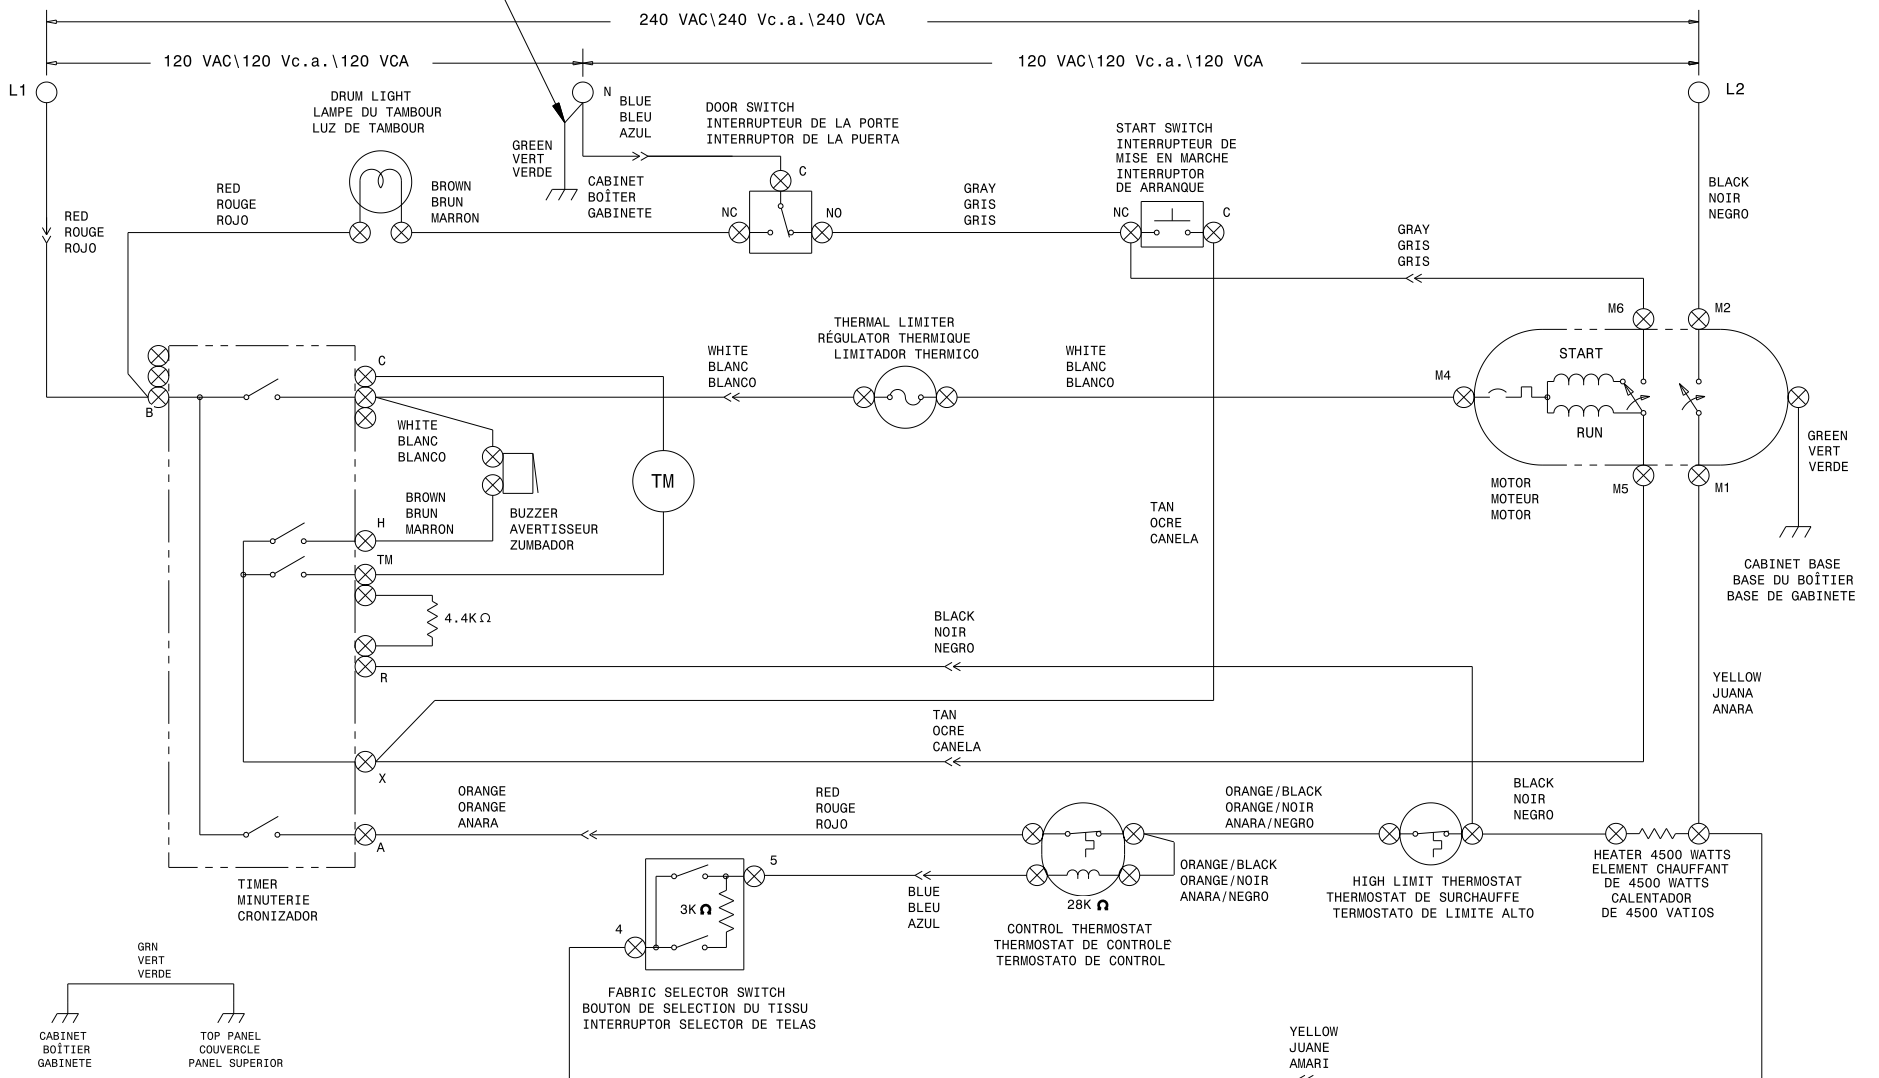 240 VAC\240 Vc.a.\240 VCA
120 VAC\120 Vc.a.\120 VCA
120 VAC\120 Vc.a.\120 VCA
L1
N
L2
DRUM LIGHT
LAMPE DU TAMBOUR
LUZ DE TAMBOUR
BLUE
BLEU
AZUL
DOOR SWITCH
INTERRUPTEUR DE LA PORTE
INTERRUPTOR DE LA PUERTA
START SWITCH
INTERRUPTEUR DE
MISE EN MARCHE
INTERRUPTOR
DE ARRANQUE
GREEN
VERT
VERDE
CABINET
BOÎTER
GABINETE
RED
ROUGE
ROJO
RED
ROUGE
ROJO
BROWN
BRUN
MARRON
C
NC
NO
GRAY
GRIS
GRIS
NC
C
BLACK
NOIR
NEGRO
GRAY
GRIS
GRIS
M6
M2
THERMAL LIMITER
RÉGULATOR THERMIQUE
LIMITADOR THERMICO
WHITE
BLANC
BLANCO
WHITE
BLANC
BLANCO
START
RUN
M4
M5
M1
MOTOR
MOTEUR
MOTOR
GREEN
VERT
VERDE
CABINET BASE
BASE DU BOÎTIER
BASE DE GABINETE
B
C
WHITE
BLANC
BLANCO
TM
BROWN
BRUN
MARRON
BUZZER
AVERTISSEUR
ZUMBADOR
H
TM
4.4KΩ
R
TAN
OCRE
CANELA
BLACK
NOIR
NEGRO
YELLOW
JUANA
ANARA
TAN
OCRE
CANELA
X
ORANGE
ORANGE
ANARA
RED
ROUGE
ROJO
ORANGE/BLACK
ORANGE/NOIR
ANARA/NEGRO
BLACK
NOIR
NEGRO
A
5
BLUE
BLEU
AZUL
28K Ω
ORANGE/BLACK
ORANGE/NOIR
ANARA/NEGRO
HEATER 4500 WATTS
ELEMENT CHAUFFANT
DE 4500 WATTS
CALENTADOR
DE 4500 VATIOS
HIGH LIMIT THERMOSTAT
THERMOSTAT DE SURCHAUFFE
TERMOSTATO DE LIMITE ALTO
CONTROL THERMOSTAT
THERMOSTAT DE CONTROLE
TERMOSTATO DE CONTROL
TIMER
MINUTERIE
CRONIZADOR
3K Ω
4
FABRIC SELECTOR SWITCH
BOUTON DE SELECTION DU TISSU
INTERRUPTOR SELECTOR DE TELAS
GRN
VERT
VERDE
CABINET
BOÎTIER
GABINETE
TOP PANEL
COUVERCLE
PANEL SUPERIOR
YELLOW
JUANE
AMARI